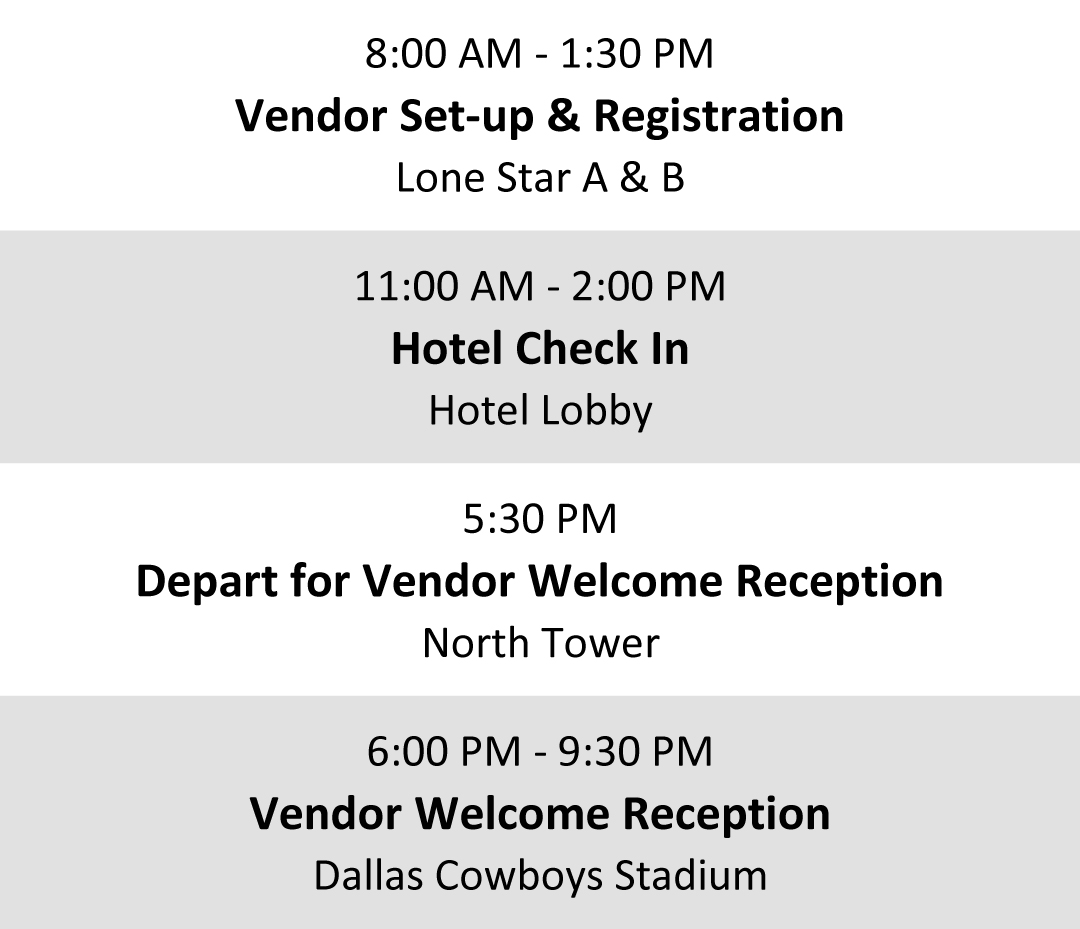 8:00 AM - 1:30 PM
Vendor Set-up & Registration
Lone Star A & B
11:00 AM - 2:00 PM
Hotel Check In
Hotel Lobby
5:30 PM
Depart for Vendor Welcome Reception
North Tower
6:00 PM - 9:30 PM
Vendor Welcome Reception
Dallas Cowboys Stadium